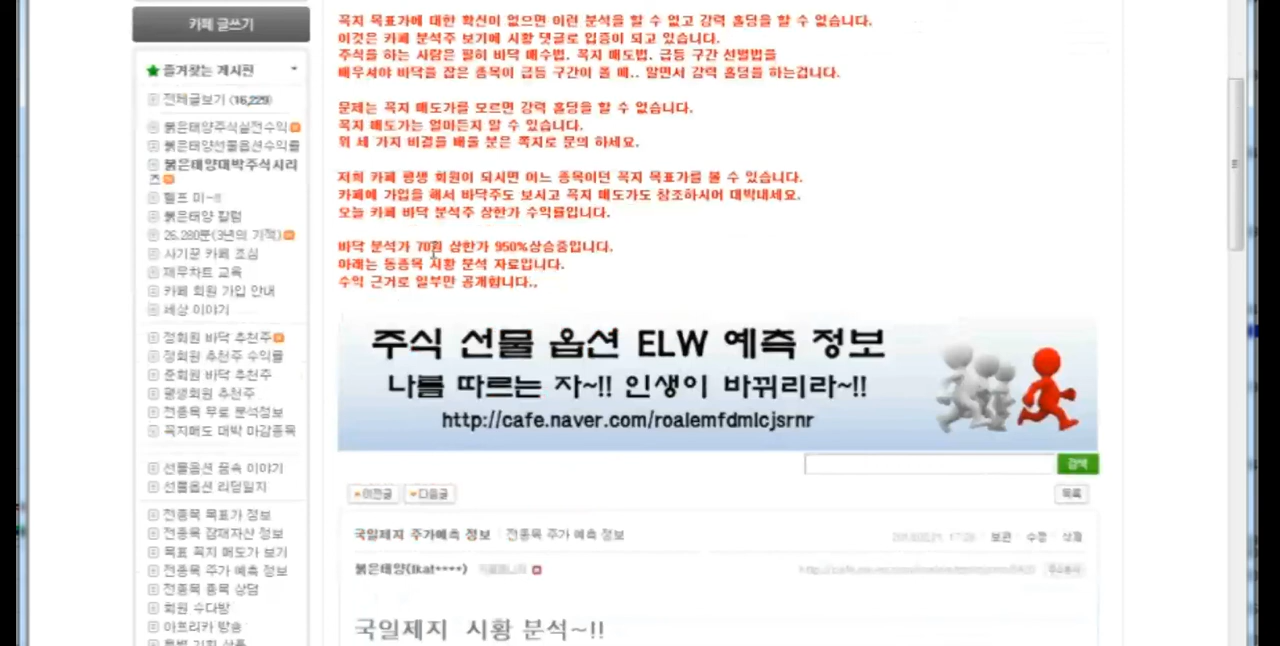 카페 글쓰기
즐겨찾는 게시판
전체글보기 (16,229)
붉은태양주식실전수익
붉은태양선물옵션수익률
붉은태양대박주식시리
즈
헬프 미~!!
붉은태양 칼럼
26,280분(3년의 기적)
사기꾼 카페 조심
재무차트 교육
카페 회원 가입 안내
세상 이야기
정회원 바닥 추천주
정회원 추천주 수익률
준회원 바닥 추천주
평생회원 추천주
전종목 무료 분석정보
꼭지매도 대박 마감종목
선물옵션 꿈속 이야기
선물옵션 리딩일지
전종목 목표가 정보
전종목 잠재자산 정보
목표 꼭지 매도가 보기
전종목 주가 예측 정보
전종목 종목 상담
회원 수다방
아프리카 방송
꼭지 목표가에 대한 확신이 없으면 이런 분석을 할 수 없고 강력 홀딩을 할 수 없습니다.
이것은 카페 분석주 보기에 시황 댓글로 입증이 되고 있습니다.
주식을 하는 사람은 필히 바닥 매수법. 꼭지 매도법. 급등 구간 선별법을
배우셔야 바닥을 잡은 종목이 급등 구간이 올 때.. 알면서 강력 홀딩을 하는겁니다.
문제는 꼭지 매도가를 모르면 강력 홀딩을 할 수 없습니다.
꼭지 매도가는 얼마든지 알 수 있습니다.
위 세 가지 비결을 배울 분은 쪽지로 문의 하세요.
저희 카페 평생 회원이 되시면 어느 종목이던 꼭지 목표가를 볼 수 있습니다.
카페에 가입을 해서 바닥주도 보시고 꼭지 매도가도 참조하시어 대박내세요.
오늘 카페 바닥 분석주 상한가 수익률입니다.
바닥 분석가 70원 상한가 950%상승중입니다.
아래는 동종목 시황 분석 자료입니다.
수익 근거로 일부만 공개합니다.,
주식 선물 옵션 ELW 예측 정보
나를 따르는 자~!! 인생이 바뀌리라~!!
http://cafe.naver.com/roalemfdmlcjsrnr
검색
이전글 다음글 목록
국일제지 주가예측 정보 | 전종목 주가 예측 정보 보관 수정 삭제
붉은태양(lkat****)
국일제지 시황 분석~!!